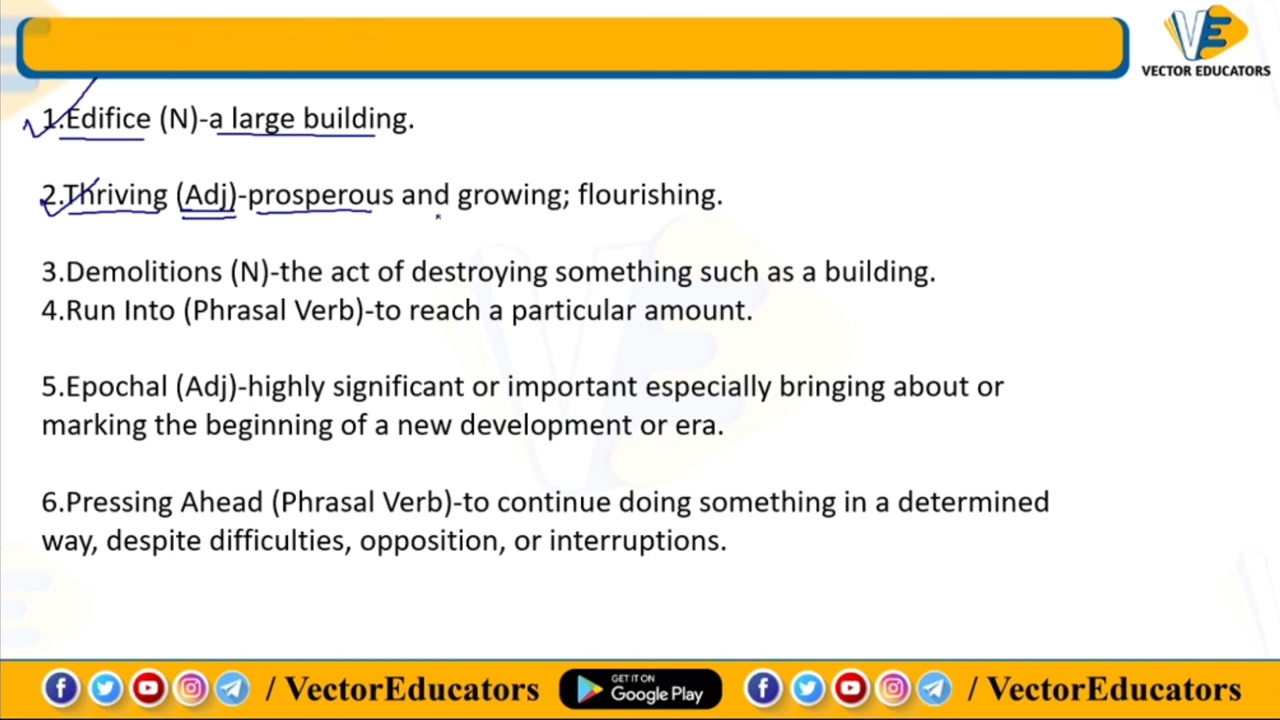 VECTOR EDUCATORS
1.Edifice (N)-a large building.
2.Thriving (Adj)-prosperous and growing; flourishing.
3.Demolitions (N)-the act of destroying something such as a building.
4.Run Into (Phrasal Verb)-to reach a particular amount.
5.Epochal (Adj)-highly significant or important especially bringing about or
marking the beginning of a new development or era.
6.Pressing Ahead (Phrasal Verb)-to continue doing something in a determined
way, despite difficulties, opposition, or interruptions.
/ VectorEducators
GET IT ON
Google Play
/ VectorEducators